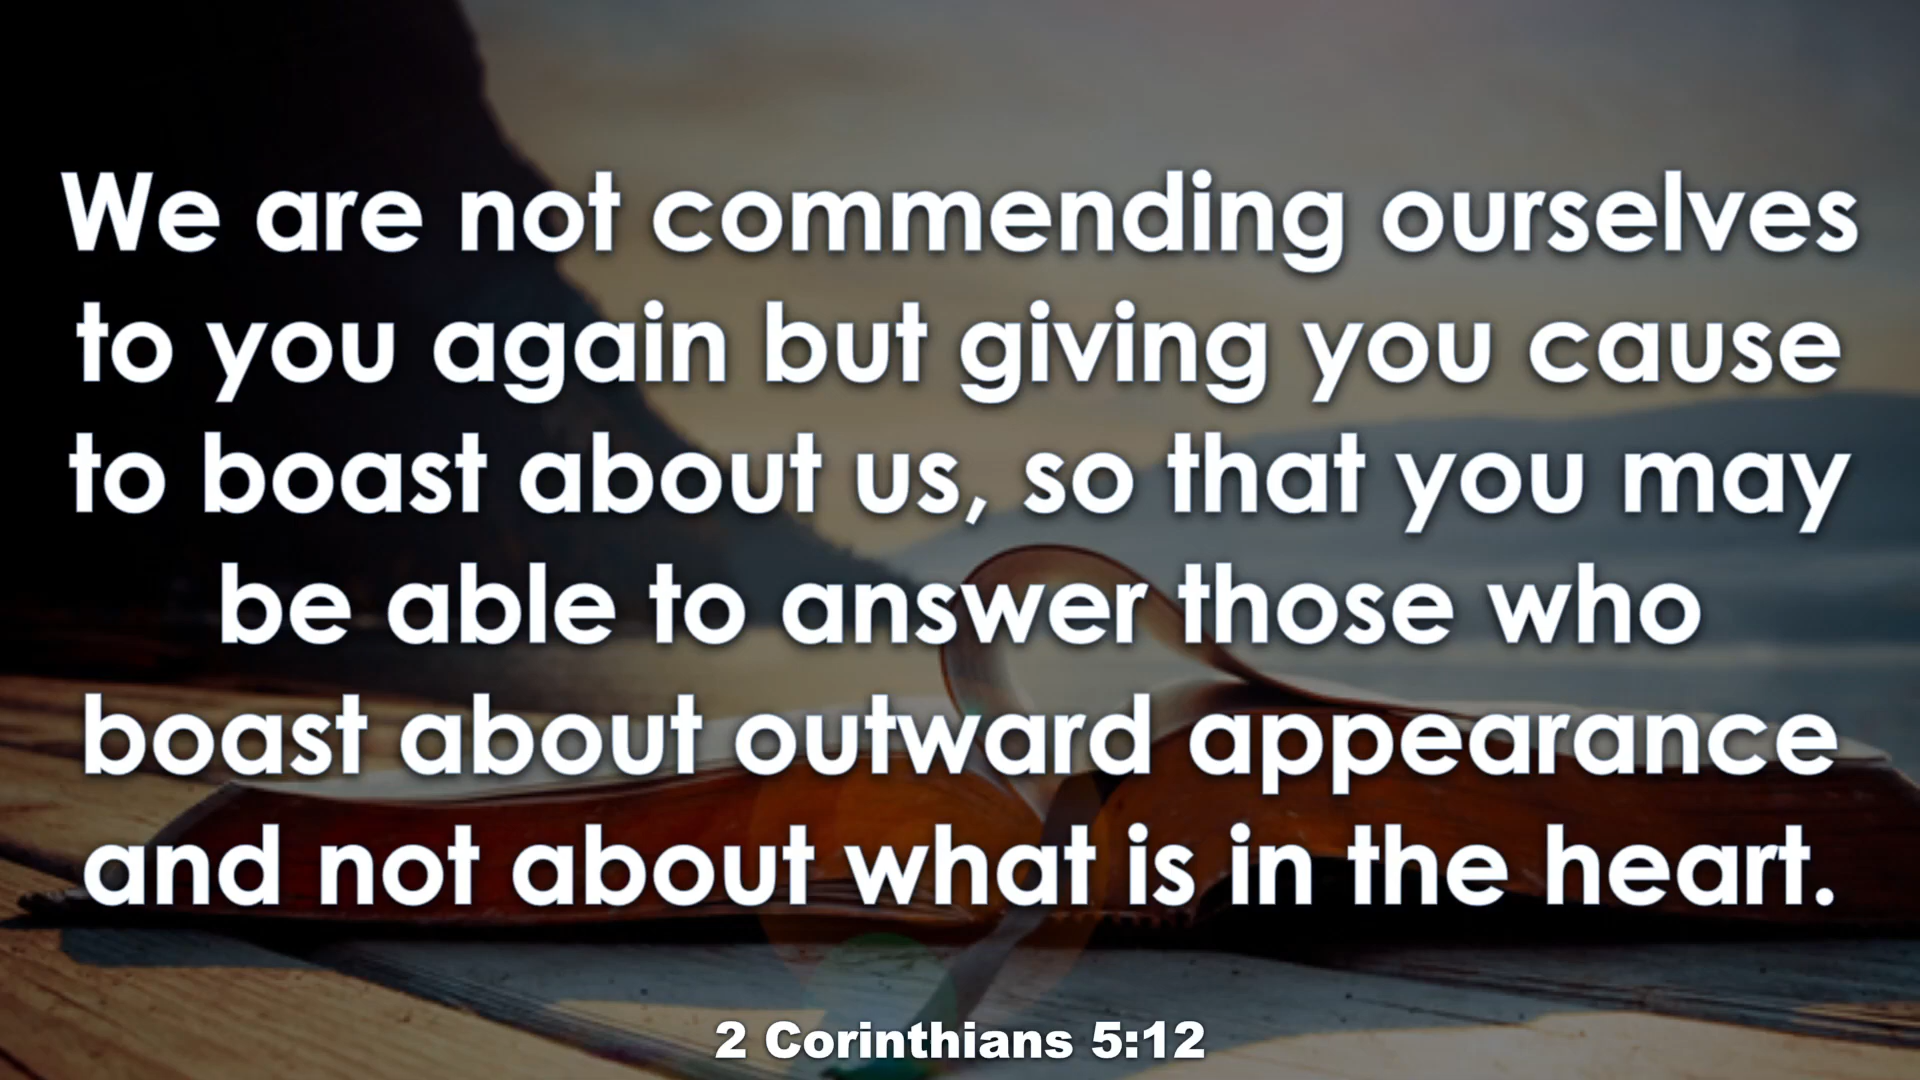 We are not commending ourselves
to you again but giving you cause
to boast about us, so that you may
be able to answer those who
boast about outward appearance
and not about what is in the heart.
2 Corinthians 5:12